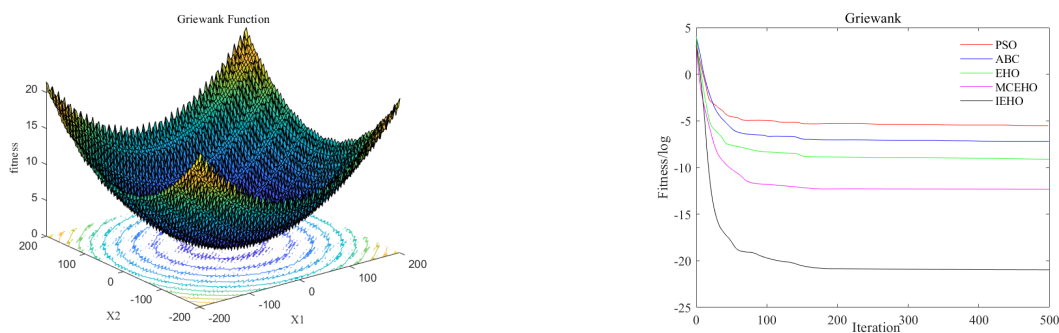 Griewank Function
fitness
20
15
10
5
0
200
100
0
-100
-200
X2
-200
-100
0
100
200
X1
Griewank
Fitness/log
5
0
-5
-10
-15
-20
-25
0
100
200
300
400
500
Iteration
PSO
ABC
EHO
MCEHO
IEHO